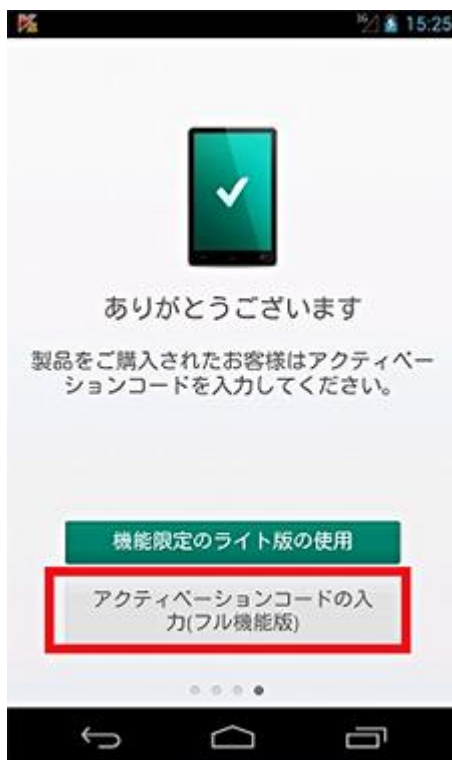 15:25
ありがとうございます
製品をご購入されたお客様はアクティベー
ションコードを入力してください。
機能限定のライト版の使用
アクティベーションコードの入
力(フル機能版)